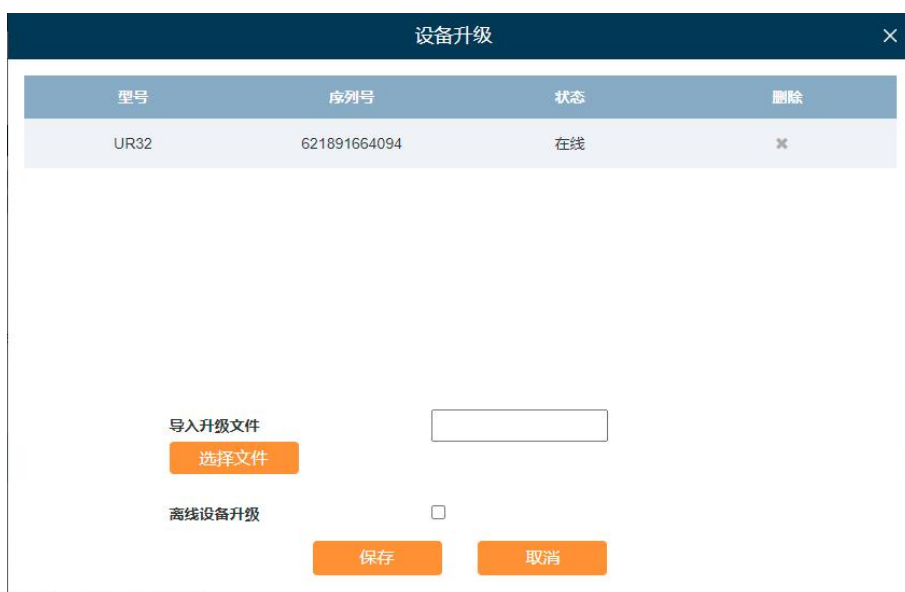 设备升级
型号 序列号 状态 删除
UR32 621891664094 在线
导入升级文件
选择文件
离线设备升级
保存 取消